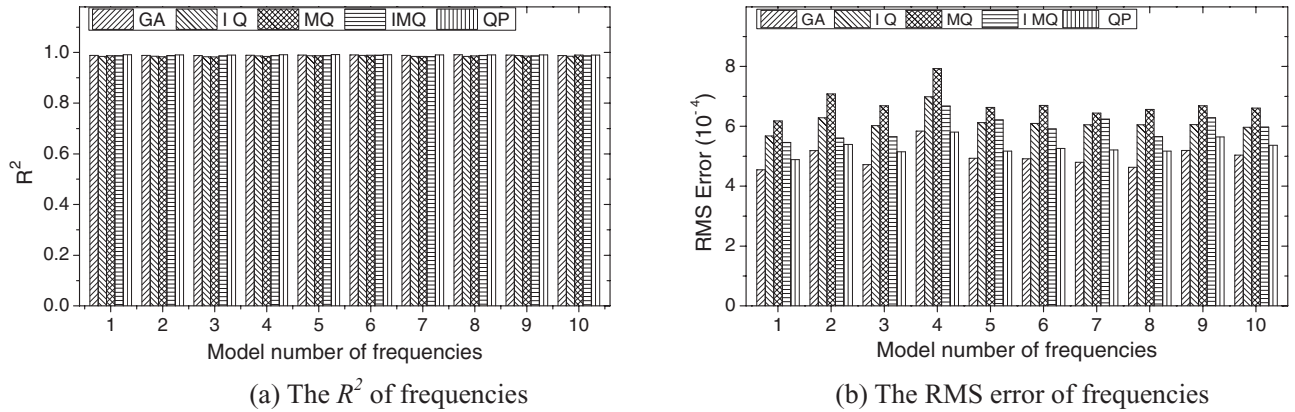 GA IQ MQ IMQ QP
1.0
0.8
0.6
0.4
0.2
0.0
R²
1 2 3 4 5 6 7 8 9 10
Model number of frequencies
(a) The R² of frequencies
GA I Q MQ I MQ QP
8
6
4
2
0
RMS Error (10⁻⁴)
1 2 3 4 5 6 7 8 9 10
Model number of frequencies
(b) The RMS error of frequencies